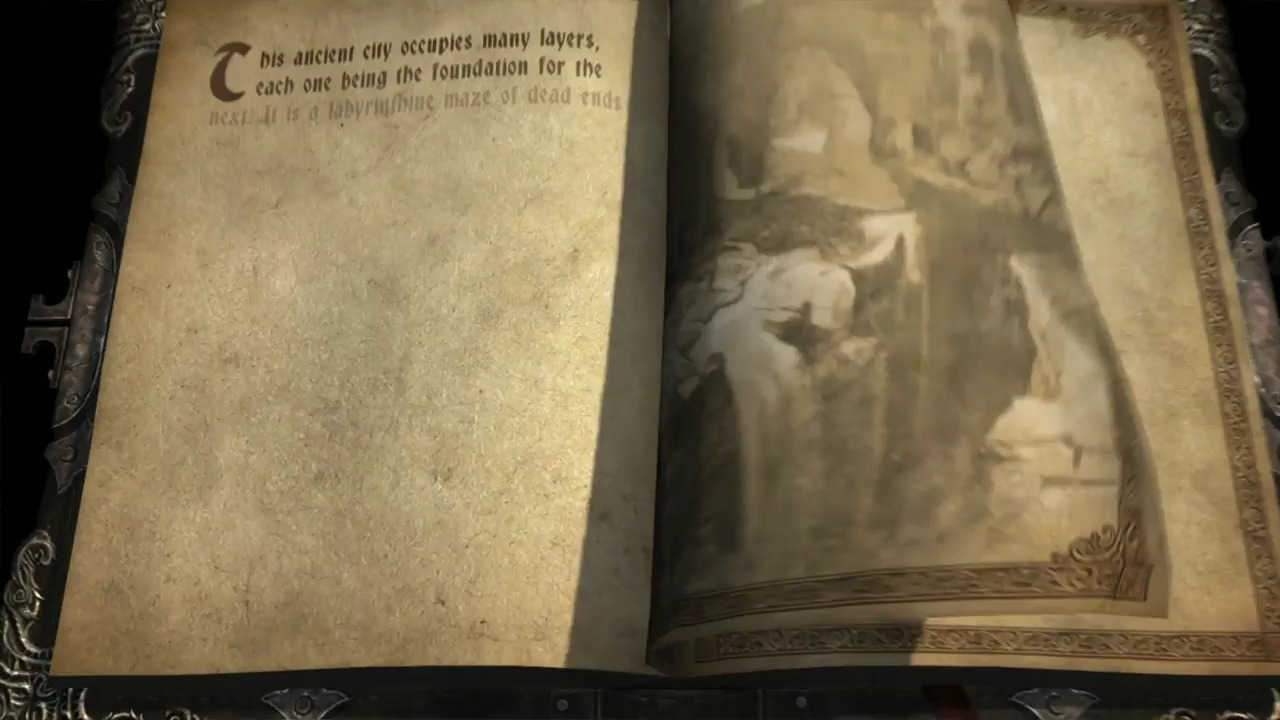 This ancient city occupies many layers,
each one being the foundation for the
next. It is a labyrinthine maze of dead ends